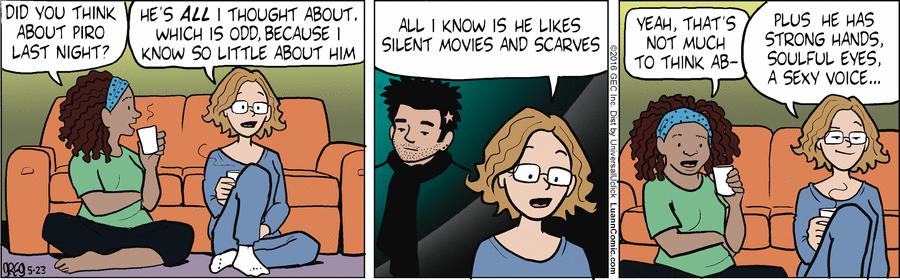 DID YOU THINK
ABOUT PIRO
LAST NIGHT?
HE'S ALL I THOUGHT ABOUT.
WHICH IS ODD, BECAUSE I
KNOW SO LITTLE ABOUT HIM
GREG 5-23
ALL I KNOW IS HE LIKES
SILENT MOVIES AND SCARVES
©2016 GEC Inc. Dist by UniversalUclick LuannComic.com
YEAH, THAT'S
NOT MUCH
TO THINK AB-
PLUS HE HAS
STRONG HANDS,
SOULFUL EYES,
A SEXY VOICE...